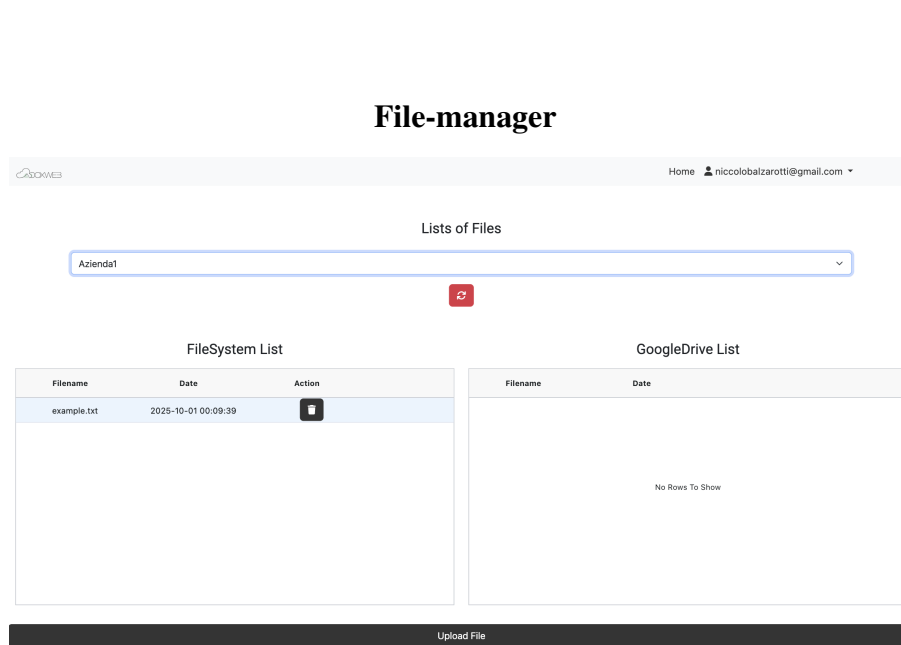 File-manager
DOKWEB
Home niccolobalzarotti@gmail.com
Lists of Files
Azienda1
FileSystem List
GoogleDrive List
Filename Date Action
Filename Date
example.txt 2025-10-01 00:09:39
No Rows To Show
Upload File